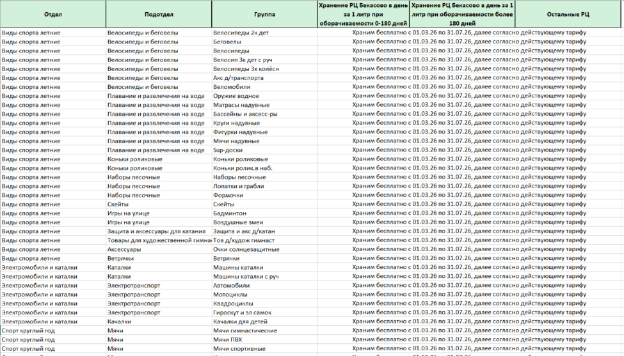 Отдел Подотдел Группа Хранение РЦ Бекасово в день за 1 литр при оборачиваемости 0-180 дней Хранение РЦ Бекасово в день за 1 литр при оборачиваемости более 180 дней Остальные РЦ
Виды спорта летние Велосипеды и беговелы Велосипеды 2х дет Храним бесплатно с 01.03.26 по 31.07.26, далее согласно действующему тарифу
Виды спорта летние Велосипеды и беговелы Беговелы Храним бесплатно с 01.03.26 по 31.07.26, далее согласно действующему тарифу
Виды спорта летние Велосипеды и беговелы Велосипеды Храним бесплатно с 01.03.26 по 31.07.26, далее согласно действующему тарифу
Виды спорта летние Велосипеды и беговелы Велосип 3х дет с руч Храним бесплатно с 01.03.26 по 31.07.26, далее согласно действующему тарифу
Виды спорта летние Велосипеды и беговелы Велосипеды 3х колёсн Храним бесплатно с 01.03.26 по 31.07.26, далее согласно действующему тарифу
Виды спорта летние Велосипеды и беговелы Акс д/транспорта Храним бесплатно с 01.03.26 по 31.07.26, далее согласно действующему тарифу
Виды спорта летние Велосипеды и беговелы Веломобили Храним бесплатно с 01.03.26 по 31.07.26, далее согласно действующему тарифу
Виды спорта летние Плавание и развлечения на воде Оружие водное Храним бесплатно с 01.03.26 по 31.07.26, далее согласно действующему тарифу
Виды спорта летние Плавание и развлечения на воде Матрасы надувные Храним бесплатно с 01.03.26 по 31.07.26, далее согласно действующему тарифу
Виды спорта летние Плавание и развлечения на воде Бассейны и аксессо-ры Храним бесплатно с 01.03.26 по 31.07.26, далее согласно действующему тарифу
Виды спорта летние Плавание и развлечения на воде Круги надувные Храним бесплатно с 01.03.26 по 31.07.26, далее согласно действующему тарифу
Виды спорта летние Плавание и развлечения на воде Фигурки надувные Храним бесплатно с 01.03.26 по 31.07.26, далее согласно действующему тарифу
Виды спорта летние Плавание и развлечения на воде Мячи надувные Храним бесплатно с 01.03.26 по 31.07.26, далее согласно действующему тарифу
Виды спорта летние Плавание и развлечения на воде Sup-доски Храним бесплатно с 01.03.26 по 31.07.26, далее согласно действующему тарифу
Виды спорта летние Коньки роликовые Коньки роликовые Храним бесплатно с 01.03.26 по 31.07.26, далее согласно действующему тарифу
Виды спорта летние Коньки роликовые Коньки ролик.в наб. Храним бесплатно с 01.03.26 по 31.07.26, далее согласно действующему тарифу
Виды спорта летние Наборы песочные Наборы песочные Храним бесплатно с 01.03.26 по 31.07.26, далее согласно действующему тарифу
Виды спорта летние Наборы песочные Лопатки и грабли Храним бесплатно с 01.03.26 по 31.07.26, далее согласно действующему тарифу
Виды спорта летние Наборы песочные Формочки Храним бесплатно с 01.03.26 по 31.07.26, далее согласно действующему тарифу
Виды спорта летние Скейты Скейты Храним бесплатно с 01.03.26 по 31.07.26, далее согласно действующему тарифу
Виды спорта летние Игры на улице Бадминтон Храним бесплатно с 01.03.26 по 31.07.26, далее согласно действующему тарифу
Виды спорта летние Игры на улице Воздушные змеи Храним бесплатно с 01.03.26 по 31.07.26, далее согласно действующему тарифу
Виды спорта летние Защита и аксессуары для катания Защита и акс д/катан Храним бесплатно с 01.03.26 по 31.07.26, далее согласно действующему тарифу
Виды спорта летние Товары для художественной гимнас Тов д/худож гимнаст Храним бесплатно с 01.03.26 по 31.07.26, далее согласно действующему тарифу
Виды спорта летние Аксессуары Очки солнцезащитные Храним бесплатно с 01.03.26 по 31.07.26, далее согласно действующему тарифу
Виды спорта летние Ветрячки Ветрячки Храним бесплатно с 01.03.26 по 31.07.26, далее согласно действующему тарифу
Электромобили и каталки Каталки Машины каталки Храним бесплатно с 01.03.26 по 31.07.26, далее согласно действующему тарифу
Электромобили и каталки Каталки Машины каталки с руч Храним бесплатно с 01.03.26 по 31.07.26, далее согласно действующему тарифу
Электромобили и каталки Электротранспорт Автомобили Храним бесплатно с 01.03.26 по 31.07.26, далее согласно действующему тарифу
Электромобили и каталки Электротранспорт Мотоциклы Храним бесплатно с 01.03.26 по 31.07.26, далее согласно действующему тарифу
Электромобили и каталки Электротранспорт Квадроциклы Храним бесплатно с 01.03.26 по 31.07.26, далее согласно действующему тарифу
Электромобили и каталки Электротранспорт Гироскут и эл самок Храним бесплатно с 01.03.26 по 31.07.26, далее согласно действующему тарифу
Электромобили и каталки Качалки Качалки для детей Храним бесплатно с 01.03.26 по 31.07.26, далее согласно действующему тарифу
Спорт круглый год Мячи Мячи гимнастические Храним бесплатно с 01.03.26 по 31.07.26, далее согласно действующему тарифу
Спорт круглый год Мячи Мячи ПВХ Храним бесплатно с 01.03.26 по 31.07.26, далее согласно действующему тарифу
Спорт круглый год Мячи Мячи спортивные Храним бесплатно с 01.03.26 по 31.07.26, далее согласно действующему тарифу